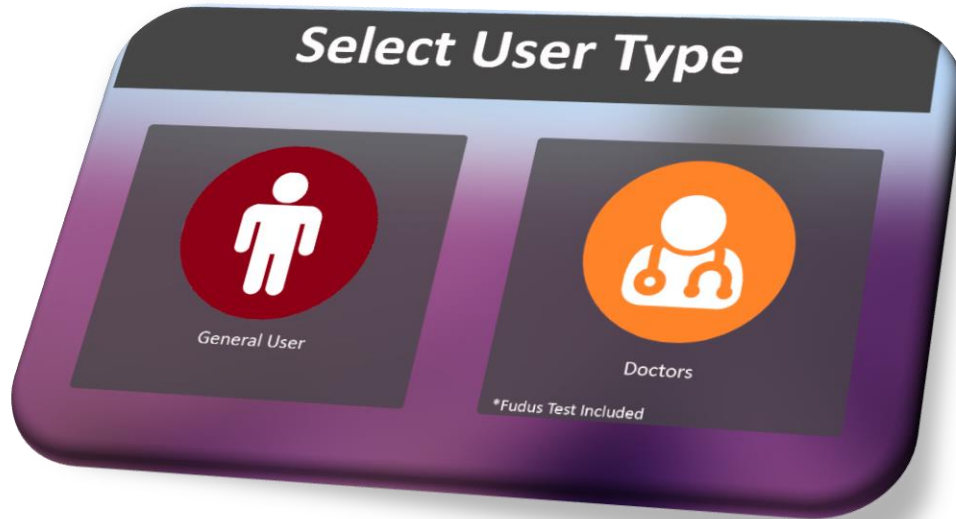 Select User Type
General User
Doctors
*Fudus Test Included